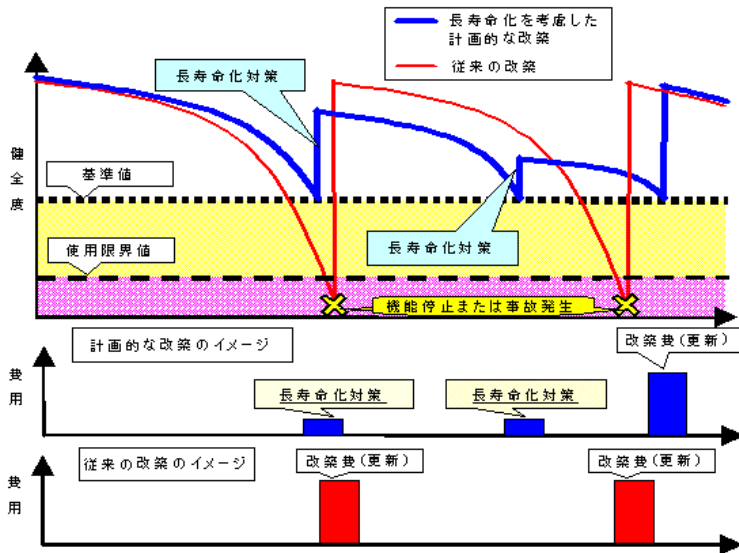 長寿命化を考慮した
計画的な改築
従来の改築
長寿命化対策
健全度
基準値
使用限界値
長寿命化対策
機能停止または事故発生
計画的な改築のイメージ
改築費(更新)
費用
長寿命化対策
長寿命化対策
従来の改築のイメージ
改築費(更新)
改築費(更新)
費用